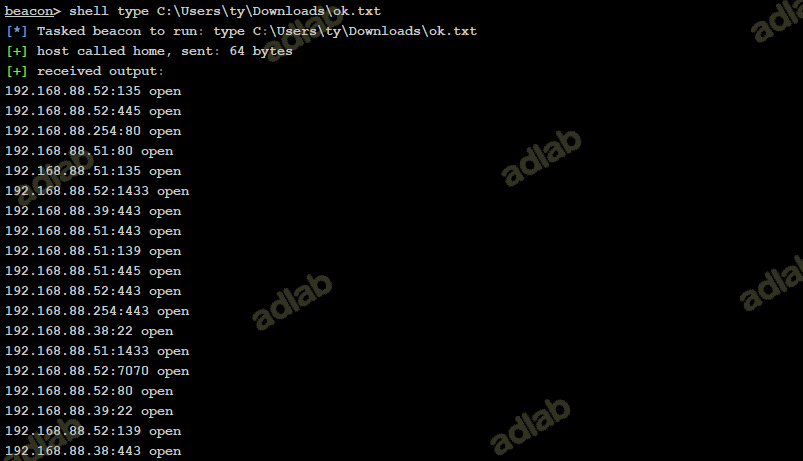 beacon> shell type C:\Users\ty\Downloads\ok.txt
[*] Tasked beacon to run: type C:\Users\ty\Downloads\ok.txt
[+] host called home, sent: 64 bytes
[+] received output:
192.168.88.52:135 open
192.168.88.52:445 open
192.168.88.254:80 open
192.168.88.51:80 open
192.168.88.51:135 open
192.168.88.52:1433 open
192.168.88.39:443 open
192.168.88.51:443 open
192.168.88.51:139 open
192.168.88.51:445 open
192.168.88.52:443 open
192.168.88.254:443 open
192.168.88.38:22 open
192.168.88.51:1433 open
192.168.88.52:7070 open
192.168.88.52:80 open
192.168.88.39:22 open
192.168.88.52:139 open
192.168.88.38:443 open
adlab
adlab
adlab
adlab
adlab
adlab
adlab
adlab